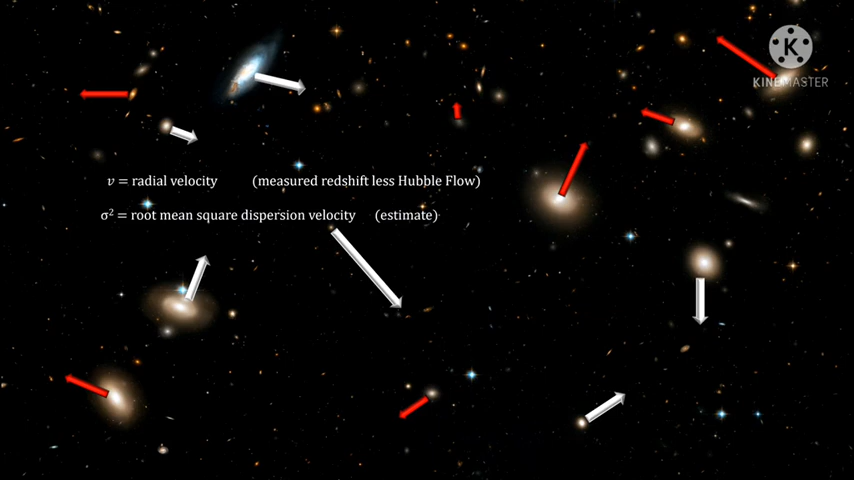 K
KINEMASTER
v = radial velocity (measured redshift less Hubble Flow)
σ² = root mean square dispersion velocity (estimate)